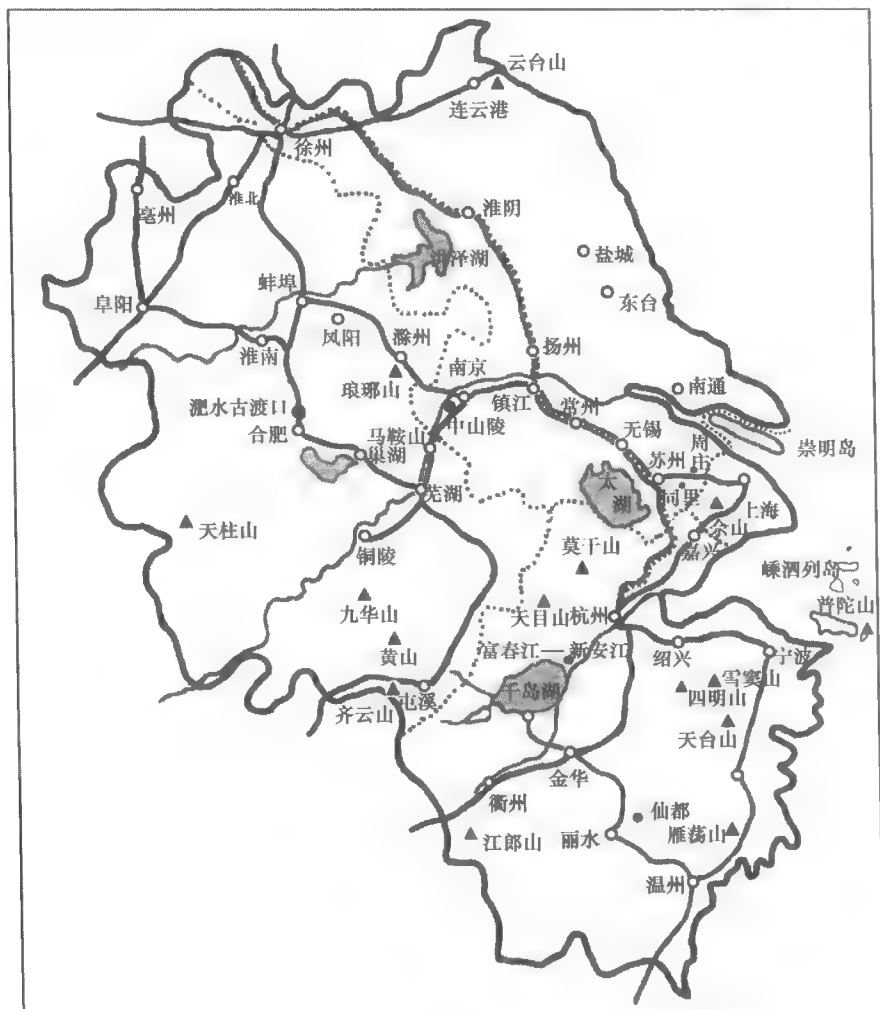 云台山
连云港
徐州
淮北
亳州
淮阴
泽湖
盐城
东台
蚌埠
阜阳
凤阳
滁州
淮南
扬州
南京
琅琊山
镇江
南通
淝水古渡口
中山陵
常州
合肥
马鞍山
无锡
周庄
崇明岛
巢湖
苏州
芜湖
太湖
同里
上海
佘山
天柱山
铜陵
莫干山
嘉兴
嵊泗列岛
九华山
天目山
杭州
普陀山
黄山
富春江—新安江
绍兴
宁波
千岛湖
雪窦山
四明山
齐云山
屯溪
天台山
金华
衢州
仙都
江郎山
丽水
雁荡山
温州